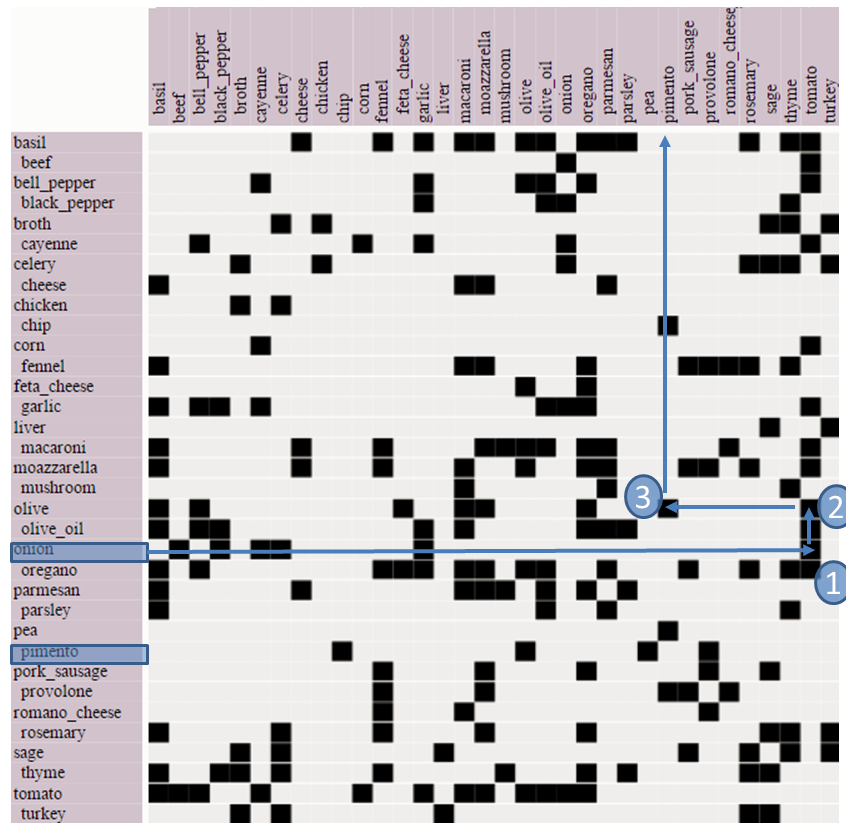 basil
beef
bell_pepper
black_pepper
broth
cayenne
celery
cheese
chicken
chip
corn
fennel
feta_cheese
garlic
liver
macaroni
moazzarella
mushroom
olive
olive_oil
onion
oregano
parmesan
parsley
pea
pimento
pork_sausage
provolone
romano_cheese
rosemary
sage
thyme
tomato
turkey
basil
beef
bell_pepper
black_pepper
broth
cayenne
celery
cheese
chicken
chip
corn
fennel
feta_cheese
garlic
liver
macaroni
moazzarella
mushroom
3
olive
2
olive_oil
onion
oregano
1
parmesan
parsley
pea
pimento
pork_sausage
provolone
romano_cheese
rosemary
sage
thyme
tomato
turkey